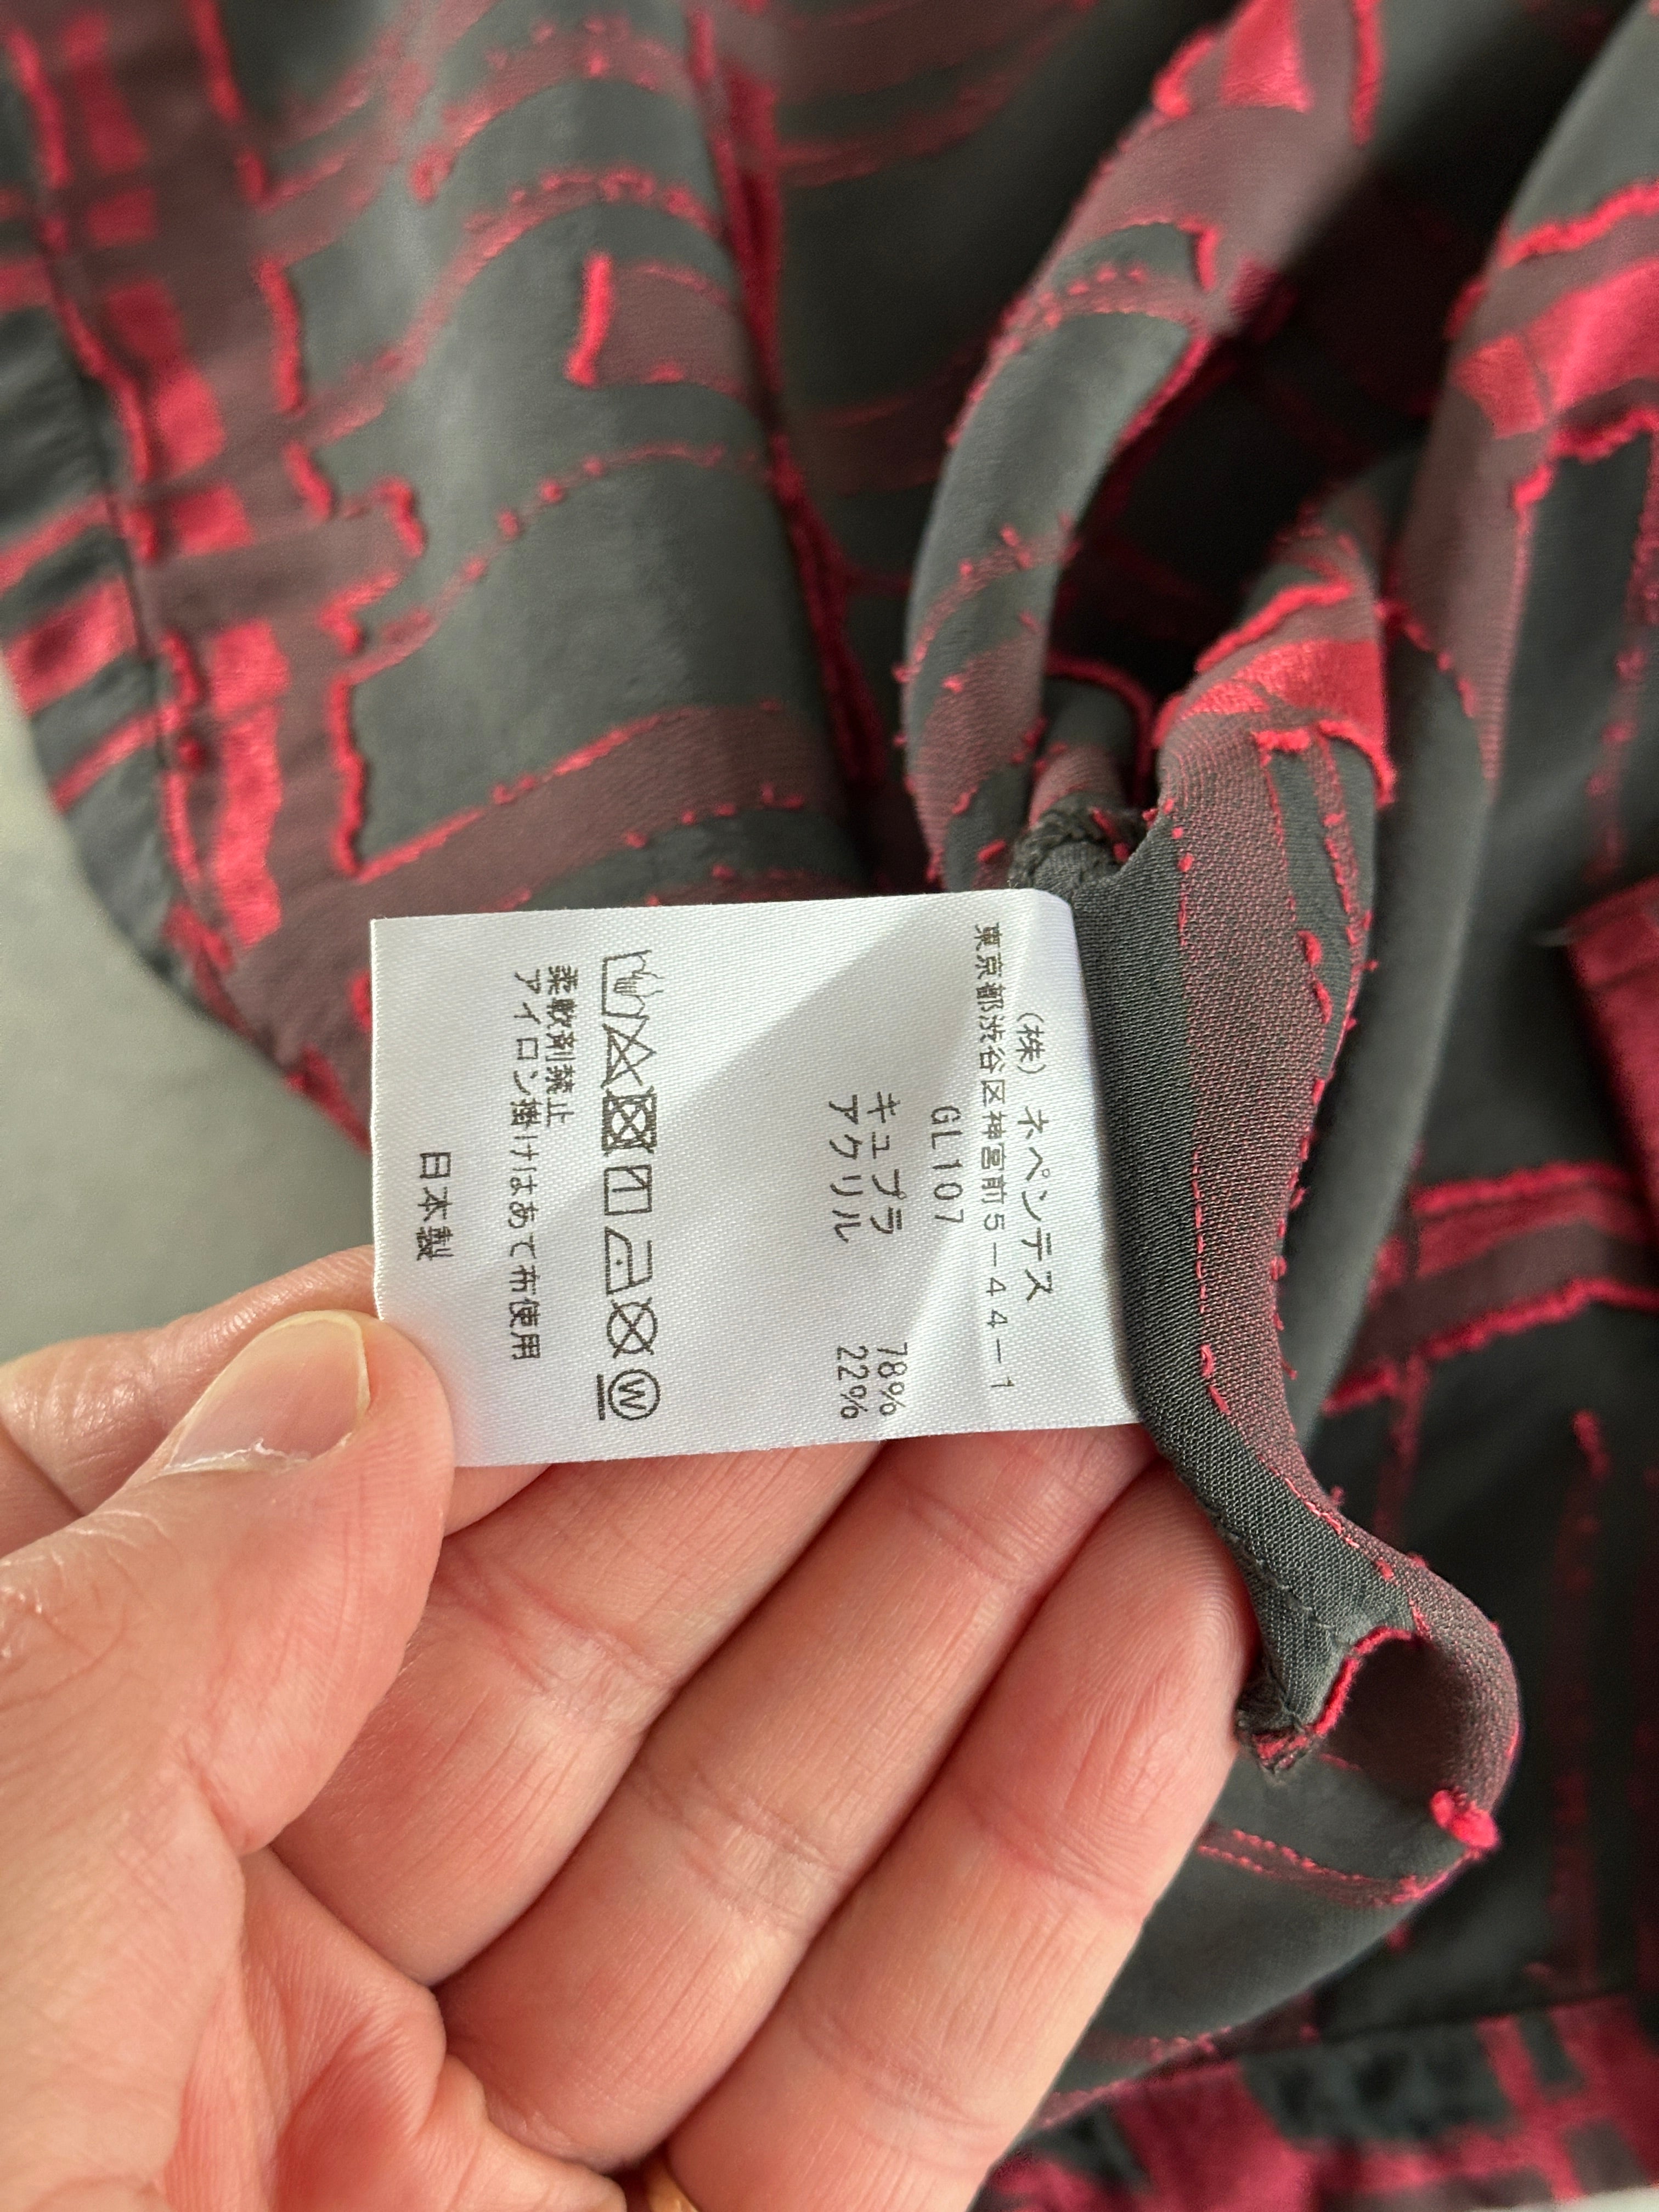 (株) ネペンテス
東京都渋谷区神宮前5−44−1
GL107
キュプラ 78%
アクリル 22%
W
柔軟剤禁止
アイロン掛けはあて布使用
日本製